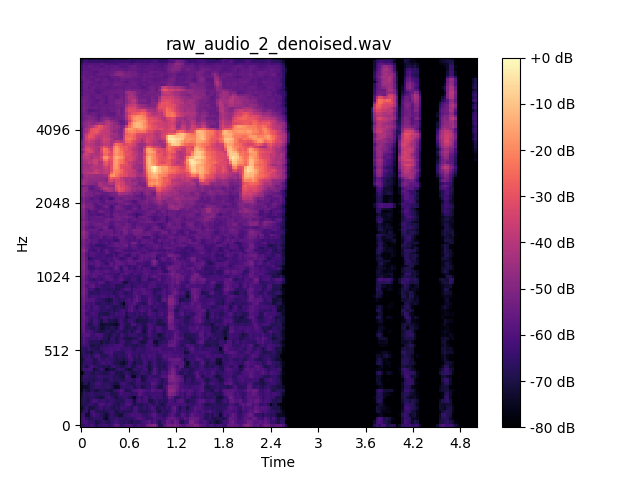 raw_audio_2_denoised.wav
Hz
4096
2048
1024
512
0
0 0.6 1.2 1.8 2.4 3 3.6 4.2 4.8
Time
+0 dB
-10 dB
-20 dB
-30 dB
-40 dB
-50 dB
-60 dB
-70 dB
-80 dB